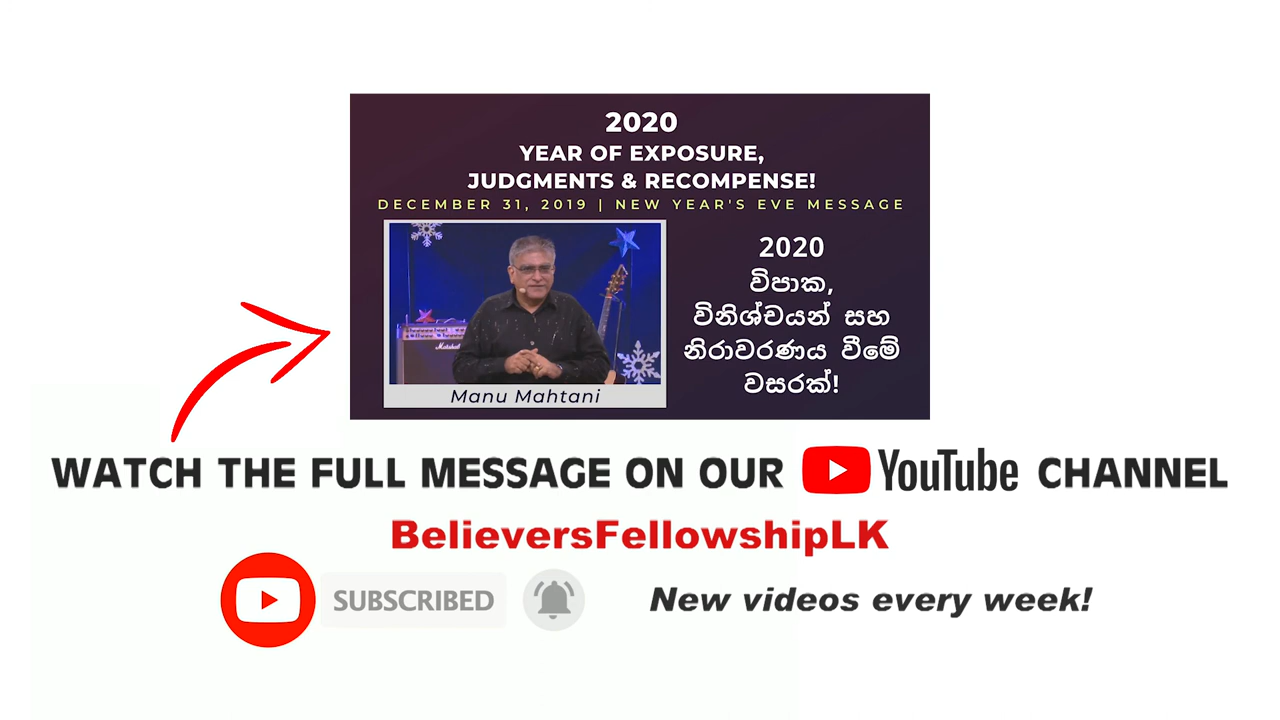 2020
YEAR OF EXPOSURE,
JUDGMENTS & RECOMPENSE!
DECEMBER 31, 2019 | NEW YEAR'S EVE MESSAGE
2020
විපාක,
විනිශ්චයන් සහ
නිරාවරණය වීමේ
වසරක්!
Marshall
Manu Mahtani
WATCH THE FULL MESSAGE ON OUR YouTube CHANNEL
BelieversFellowshipLK
SUBSCRIBED
New videos every week!